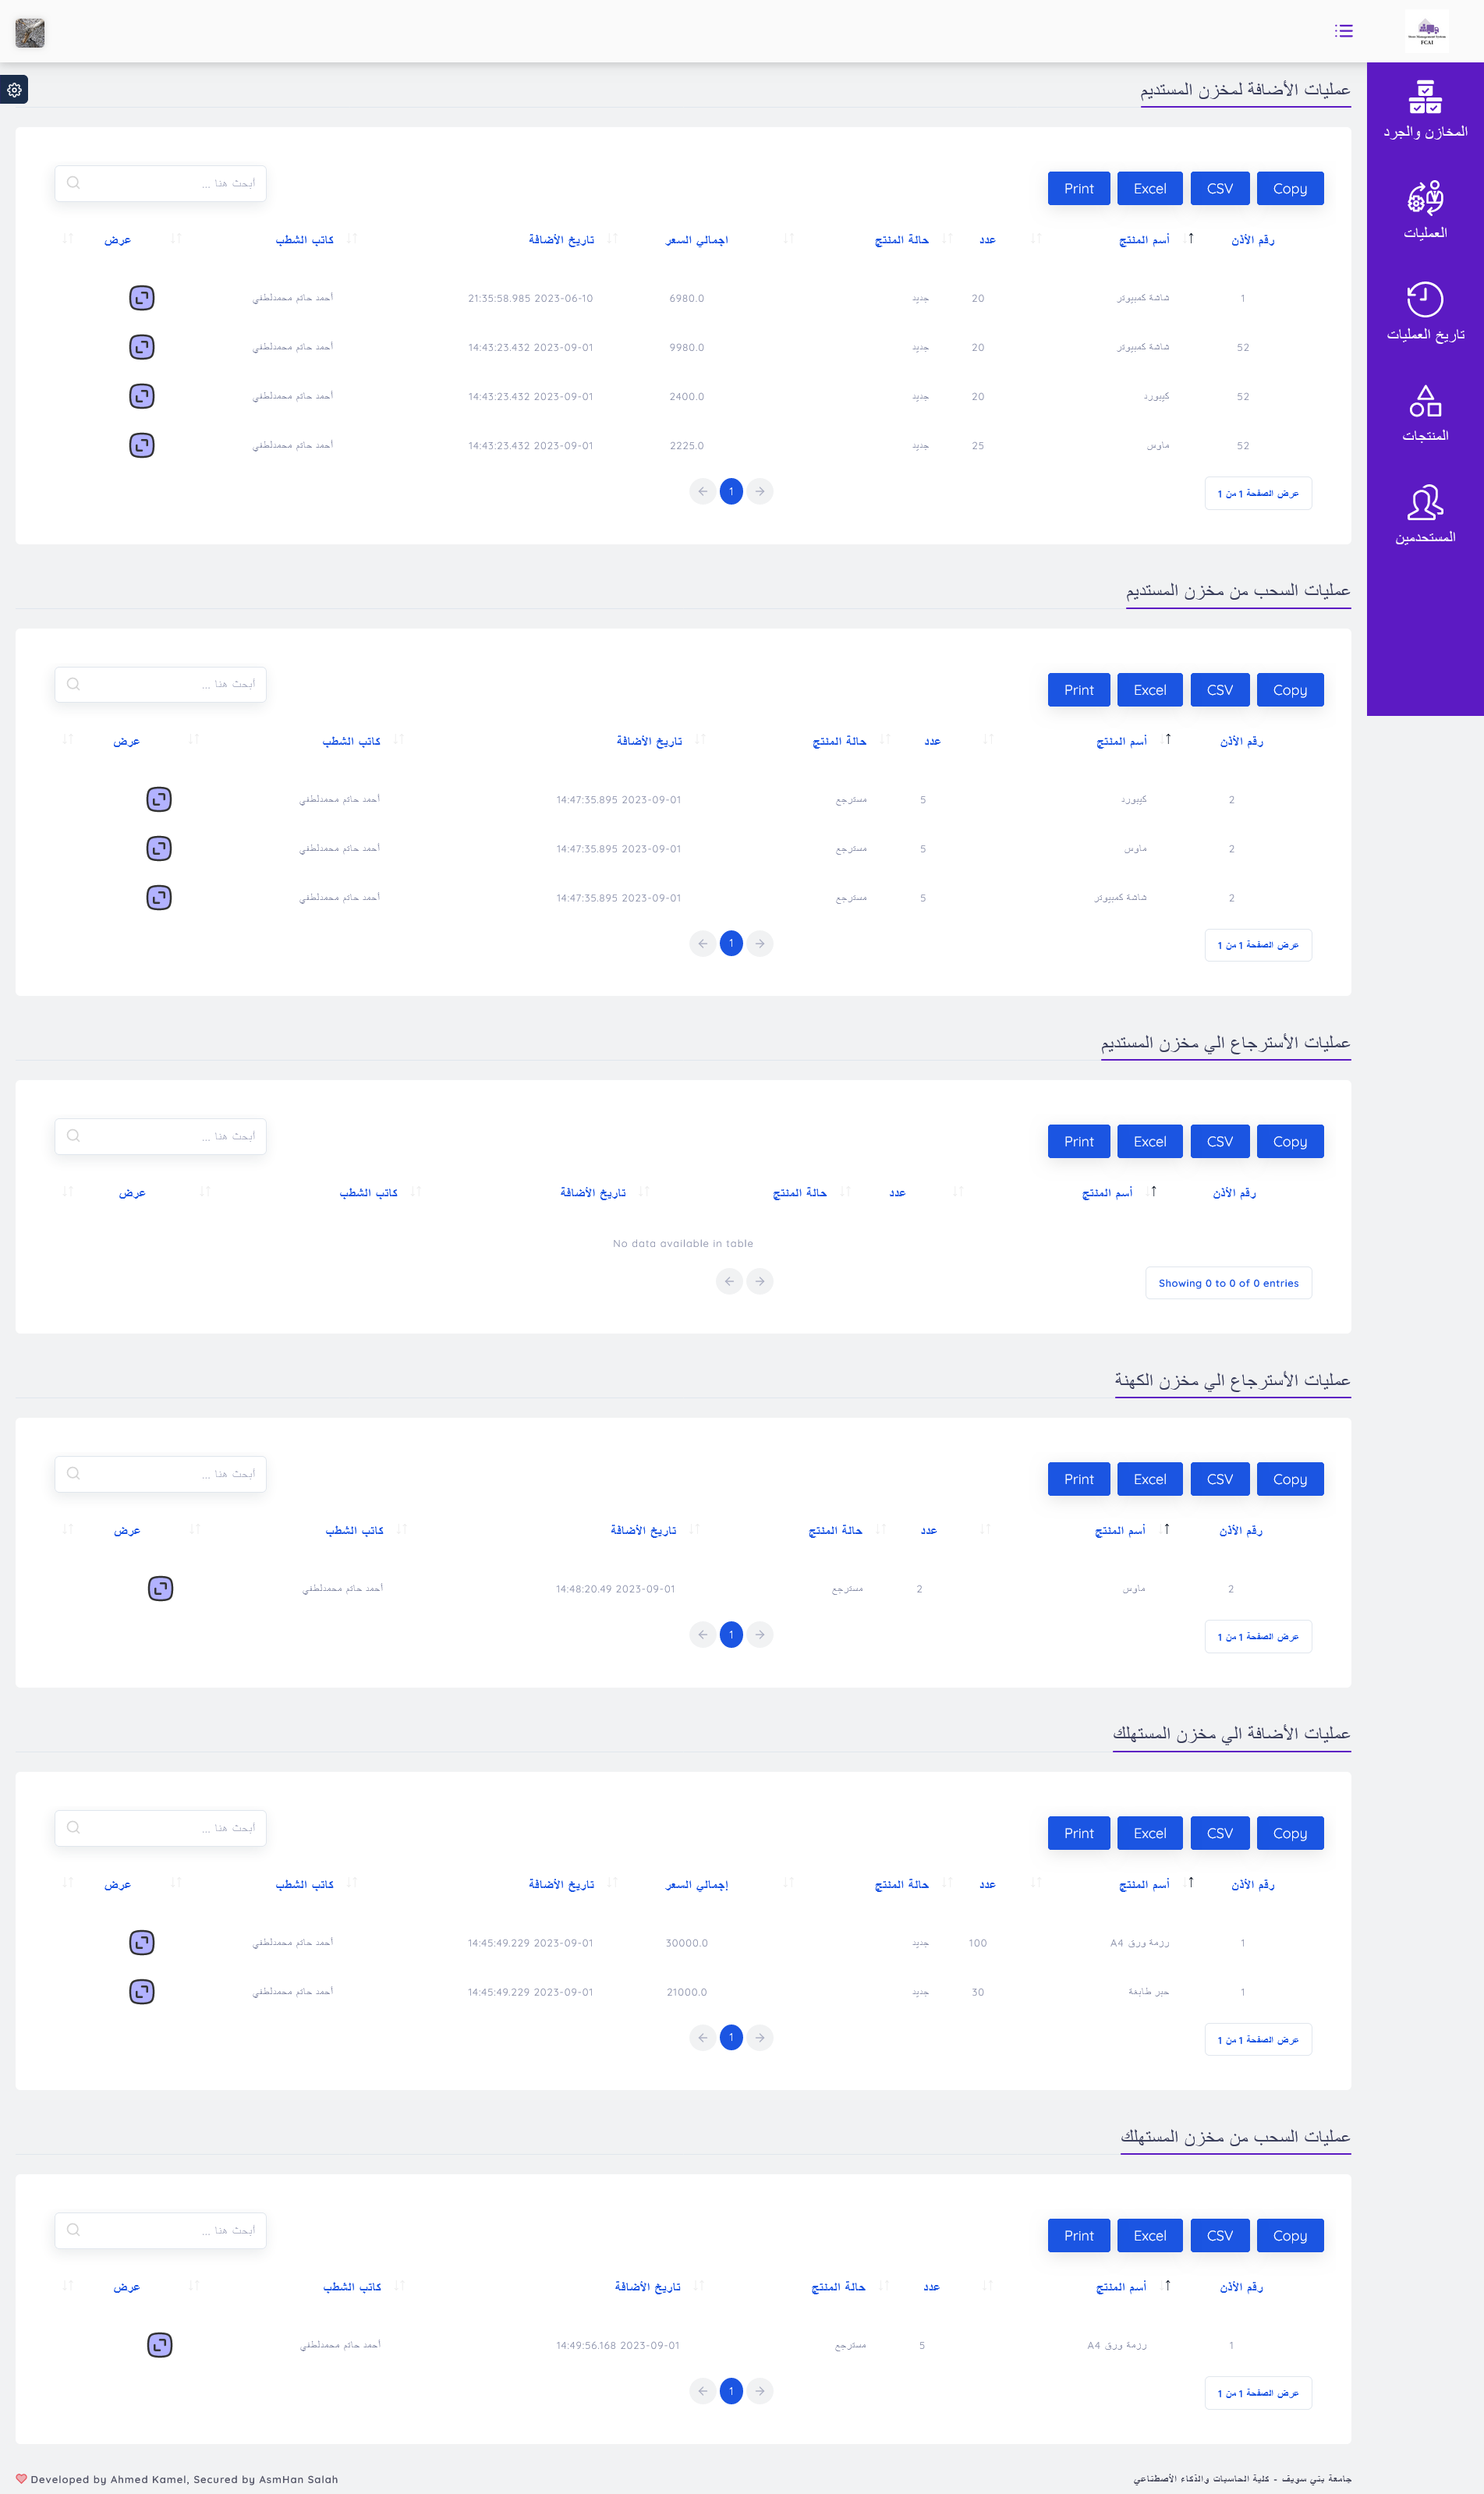 Store Management System
FCAI
المخازن والجرد
العمليات
تاريخ العمليات
المنتجات
المستحدمين
عمليات الأضافة لمخزن المستديم
Copy CSV Excel Print
أبحث هنا ...
رقم الأذن أسم المنتج عدد حالة المنتج اجمالي السعر تاريخ الأضافة كاتب الشطب عرض
1 شاشة كمبيوتر 20 جديد 6980.0 2023-06-10 21:35:58.985 أحمد حاتم محمدلطفي
52 شاشة كمبيوتر 20 جديد 9980.0 2023-09-01 14:43:23.432 أحمد حاتم محمدلطفي
52 كيبورد 20 جديد 2400.0 2023-09-01 14:43:23.432 أحمد حاتم محمدلطفي
52 ماوس 25 جديد 2225.0 2023-09-01 14:43:23.432 أحمد حاتم محمدلطفي
عرض الصفحة 1 من 1
1
عمليات السحب من مخزن المستديم
Copy CSV Excel Print
أبحث هنا ...
رقم الأذن أسم المنتج عدد حالة المنتج تاريخ الأضافة كاتب الشطب عرض
2 كيبورد 5 مسترجع 2023-09-01 14:47:35.895 أحمد حاتم محمدلطفي
2 ماوس 5 مسترجع 2023-09-01 14:47:35.895 أحمد حاتم محمدلطفي
2 شاشة كمبيوتر 5 مسترجع 2023-09-01 14:47:35.895 أحمد حاتم محمدلطفي
عرض الصفحة 1 من 1
1
عمليات الأسترجاع الي مخزن المستديم
Copy CSV Excel Print
أبحث هنا ...
رقم الأذن أسم المنتج عدد حالة المنتج تاريخ الأضافة كاتب الشطب عرض
No data available in table
Showing 0 to 0 of 0 entries
عمليات الأسترجاع الي مخزن الكهنة
Copy CSV Excel Print
أبحث هنا ...
رقم الأذن أسم المنتج عدد حالة المنتج تاريخ الأضافة كاتب الشطب عرض
2 ماوس 2 مسترجع 2023-09-01 14:48:20.49 أحمد حاتم محمدلطفي
عرض الصفحة 1 من 1
1
عمليات الأضافة الي مخزن المستهلك
Copy CSV Excel Print
أبحث هنا ...
رقم الأذن أسم المنتج عدد حالة المنتج إجمالي السعر تاريخ الأضافة كاتب الشطب عرض
1 رزمة ورق A4 100 جديد 30000.0 2023-09-01 14:45:49.229 أحمد حاتم محمدلطفي
1 حبر طابعة 30 جديد 21000.0 2023-09-01 14:45:49.229 أحمد حاتم محمدلطفي
عرض الصفحة 1 من 1
1
عمليات السحب من مخزن المستهلك
Copy CSV Excel Print
أبحث هنا ...
رقم الأذن أسم المنتج عدد حالة المنتج تاريخ الأضافة كاتب الشطب عرض
1 رزمة ورق A4 5 مسترجع 2023-09-01 14:49:56.168 أحمد حاتم محمدلطفي
عرض الصفحة 1 من 1
1
جامعة بني سويف - كلية الحاسبات والذكاء الأصطناعي
Developed by Ahmed Kamel, Secured by AsmHan Salah